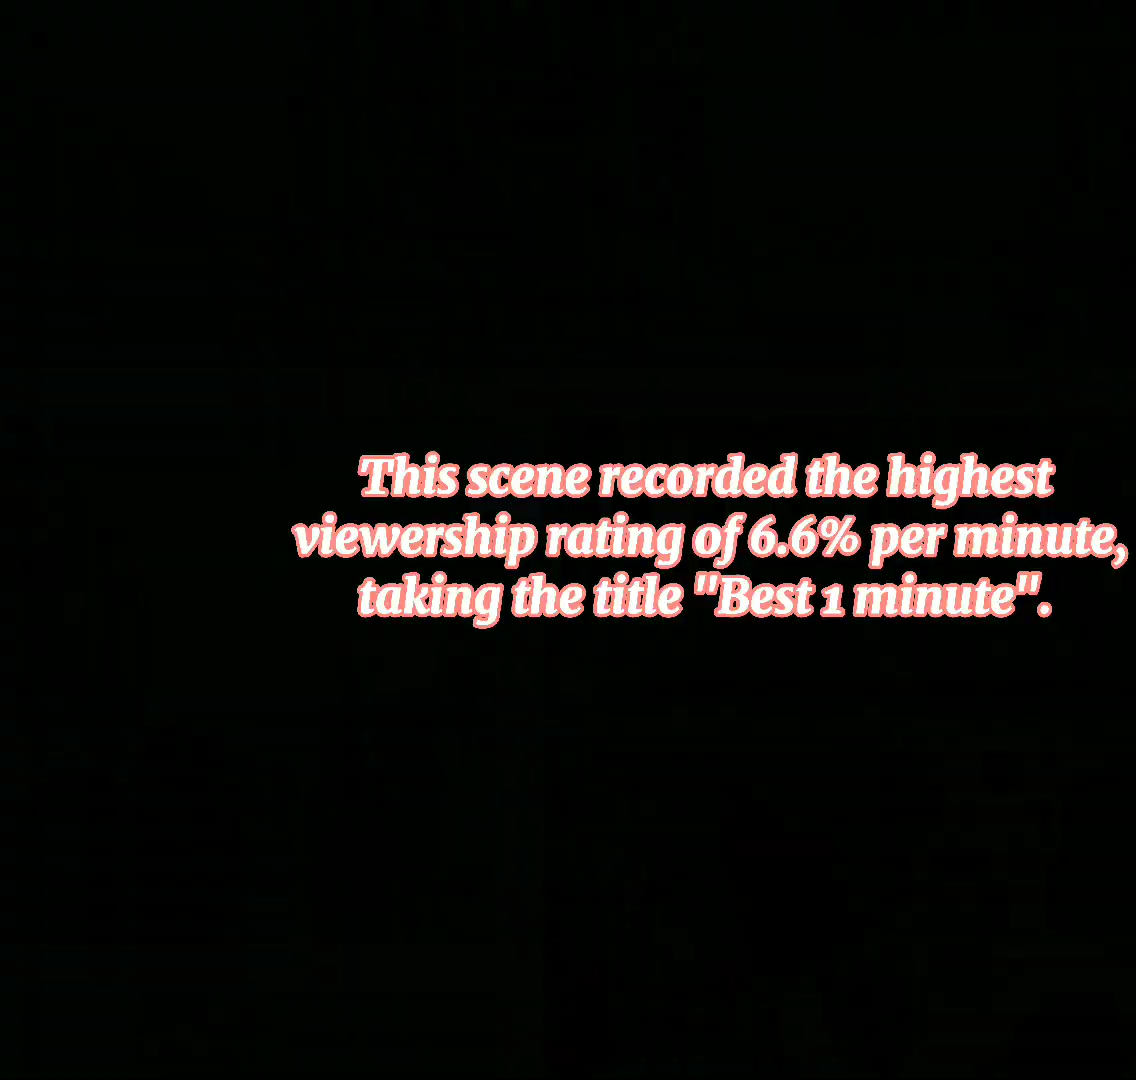 This scene recorded the highest
viewership rating of 6.6% per minute,
taking the title "Best 1 minute".